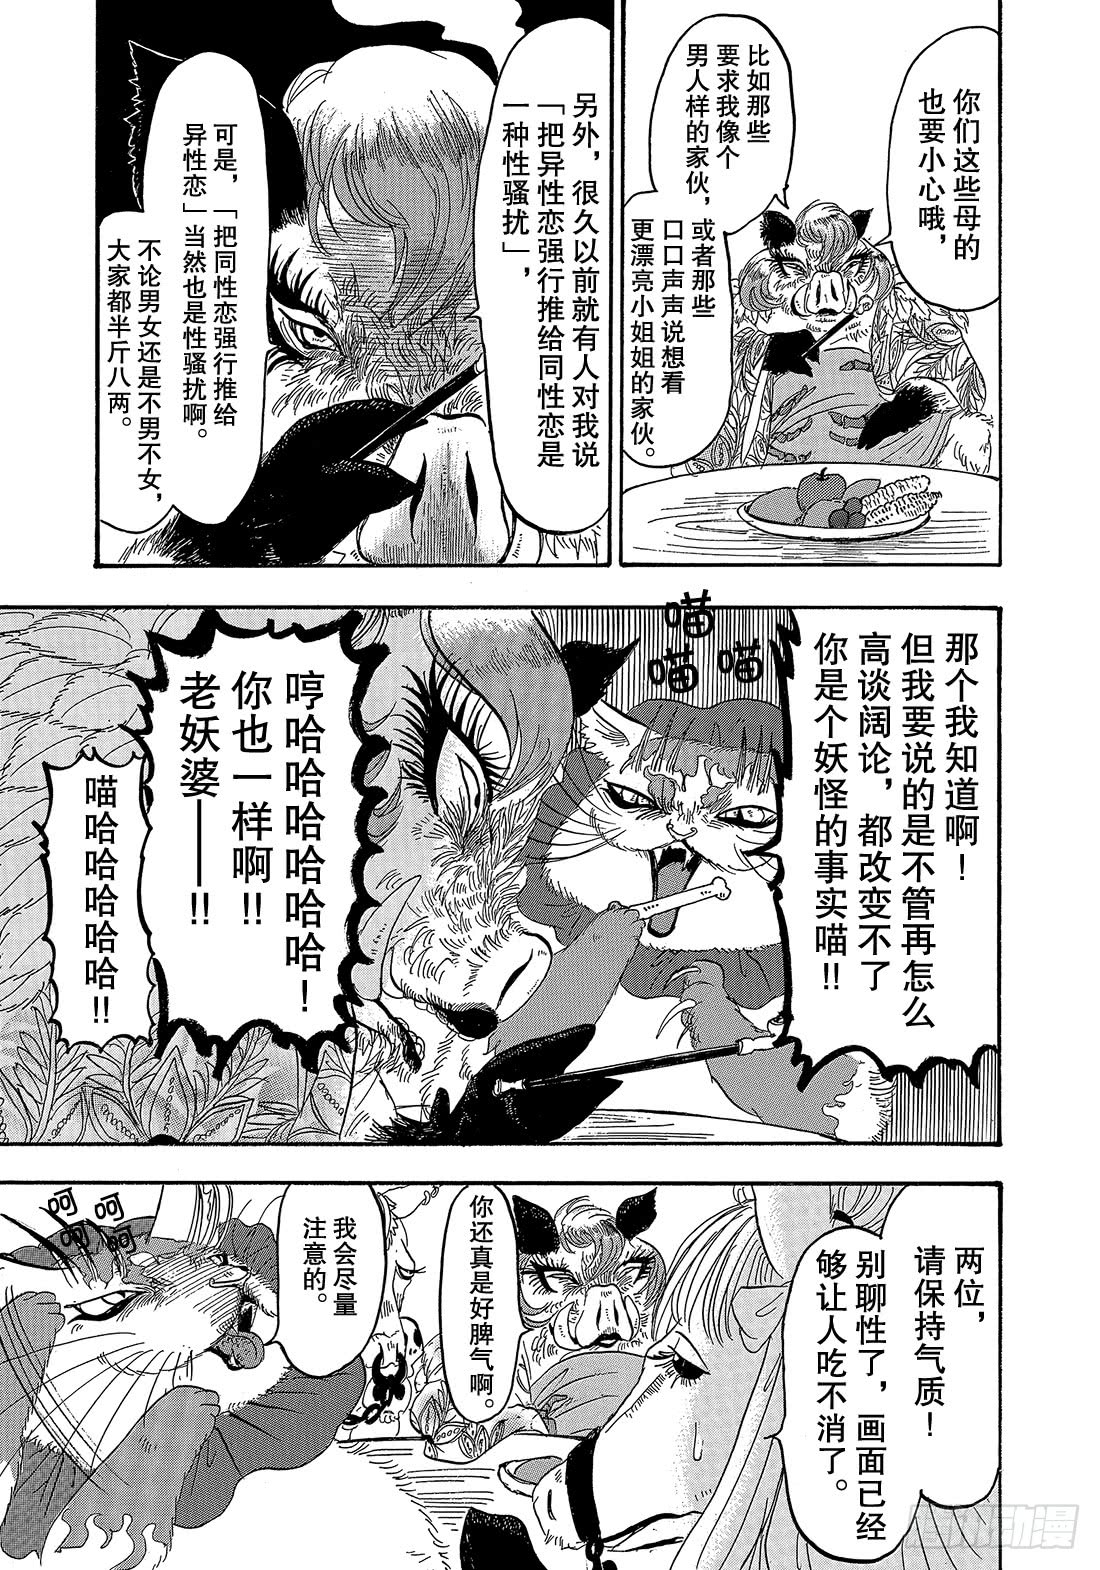 你们这些母的
也要小心哦，
比如那些
要求我像个
男人样的家伙，
或者那些
口口声声说想看
更漂亮小姐姐的家伙。
另外，很久以前就有人对我说
「把异性恋强行推给同性恋是
一种性骚扰」，
可是，「把同性恋强行推给
异性恋」当然也是性骚扰啊。
不论男女还是不男不女，
大家都半斤八两。
那个我知道啊！
但我要说的是不管再怎么
高谈阔论，都改变不了
你是个妖怪的事实喵!!
喵
喵
喵
哼哈哈哈哈哈哈哈！
你也一样啊!!
老妖婆——!!
喵哈哈哈哈哈!!
两位，
请保持气质！
别聊性了，画面已经
够让人吃不消了。
你还真是好脾气啊。
我会尽量
注意的。
呵
呵
呵
呵